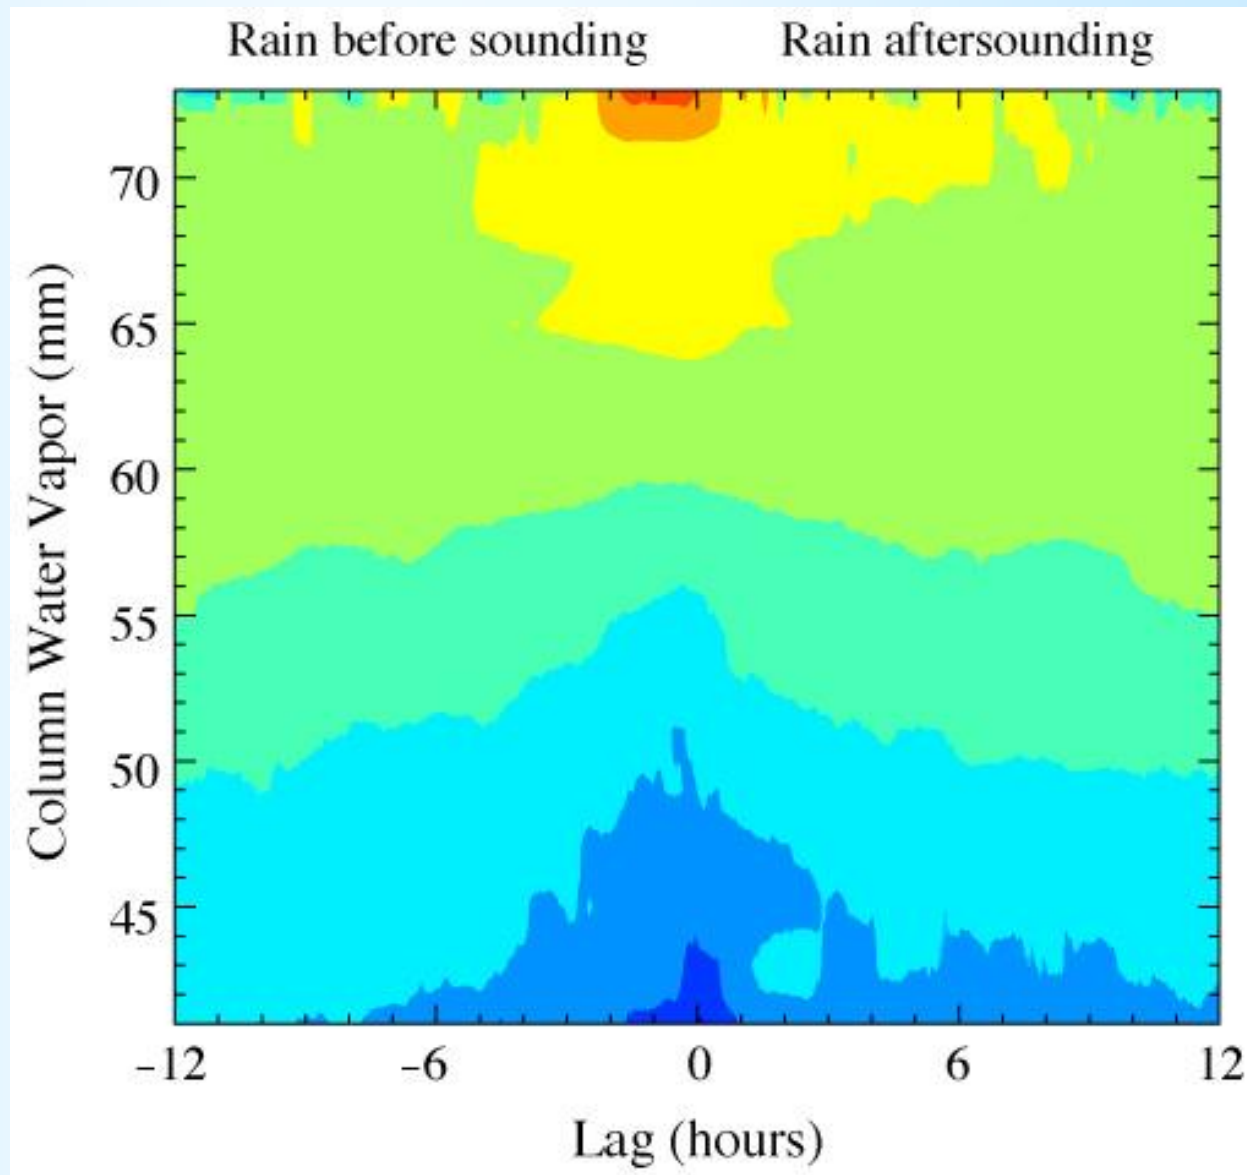 Rain before sounding
Rain aftersounding
Column Water Vapor (mm)
70
65
60
55
50
45
-12
-6
0
6
12
Lag (hours)